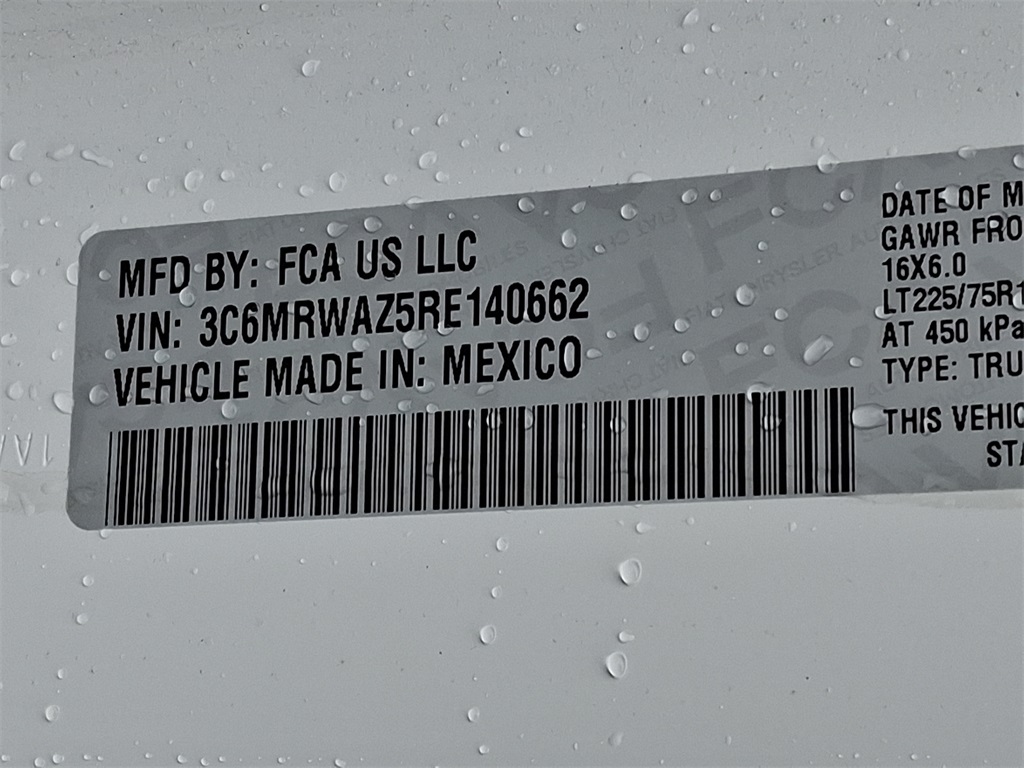 MFD BY: FCA US LLC
VIN: 3C6MRWAZ5RE140662
VEHICLE MADE IN: MEXICO
DATE OF M
GAWR FRO
16X6.0
LT225/75R1
AT 450 kPa
TYPE: TRU
THIS VEHIC
STA